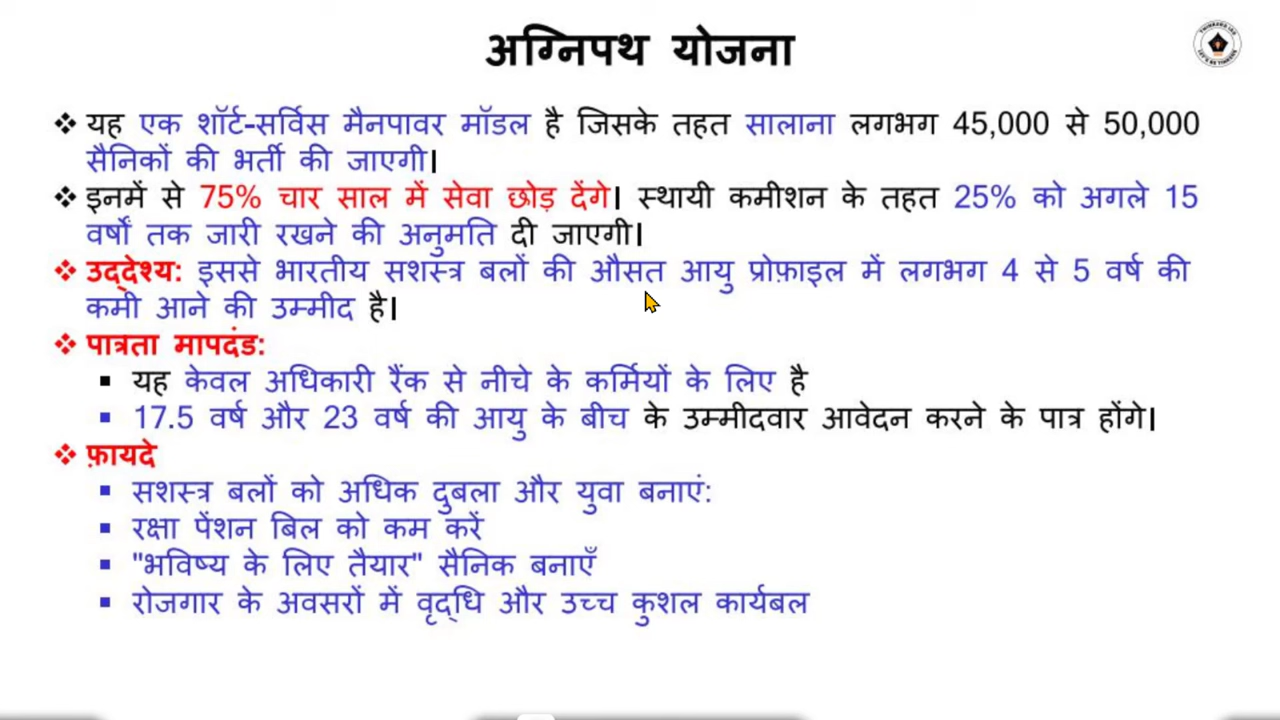 अग्निपथ योजना
❖ यह एक शॉर्ट-सर्विस मैनपावर मॉडल है जिसके तहत सालाना लगभग 45,000 से 50,000
सैनिकों की भर्ती की जाएगी।
❖ इनमें से 75% चार साल में सेवा छोड़ देंगे। स्थायी कमीशन के तहत 25% को अगले 15
वर्षों तक जारी रखने की अनुमति दी जाएगी।
❖ उद्देश्य: इससे भारतीय सशस्त्र बलों की औसत आयु प्रोफ़ाइल में लगभग 4 से 5 वर्ष की
कमी आने की उम्मीद है।
❖ पात्रता मापदंड:
▪ यह केवल अधिकारी रैंक से नीचे के कर्मियों के लिए है
▪ 17.5 वर्ष और 23 वर्ष की आयु के बीच के उम्मीदवार आवेदन करने के पात्र होंगे।
❖ फ़ायदे
▪ सशस्त्र बलों को अधिक दुबला और युवा बनाएं:
▪ रक्षा पेंशन बिल को कम करें
▪ "भविष्य के लिए तैयार" सैनिक बनाएँ
▪ रोजगार के अवसरों में वृद्धि और उच्च कुशल कार्यबल